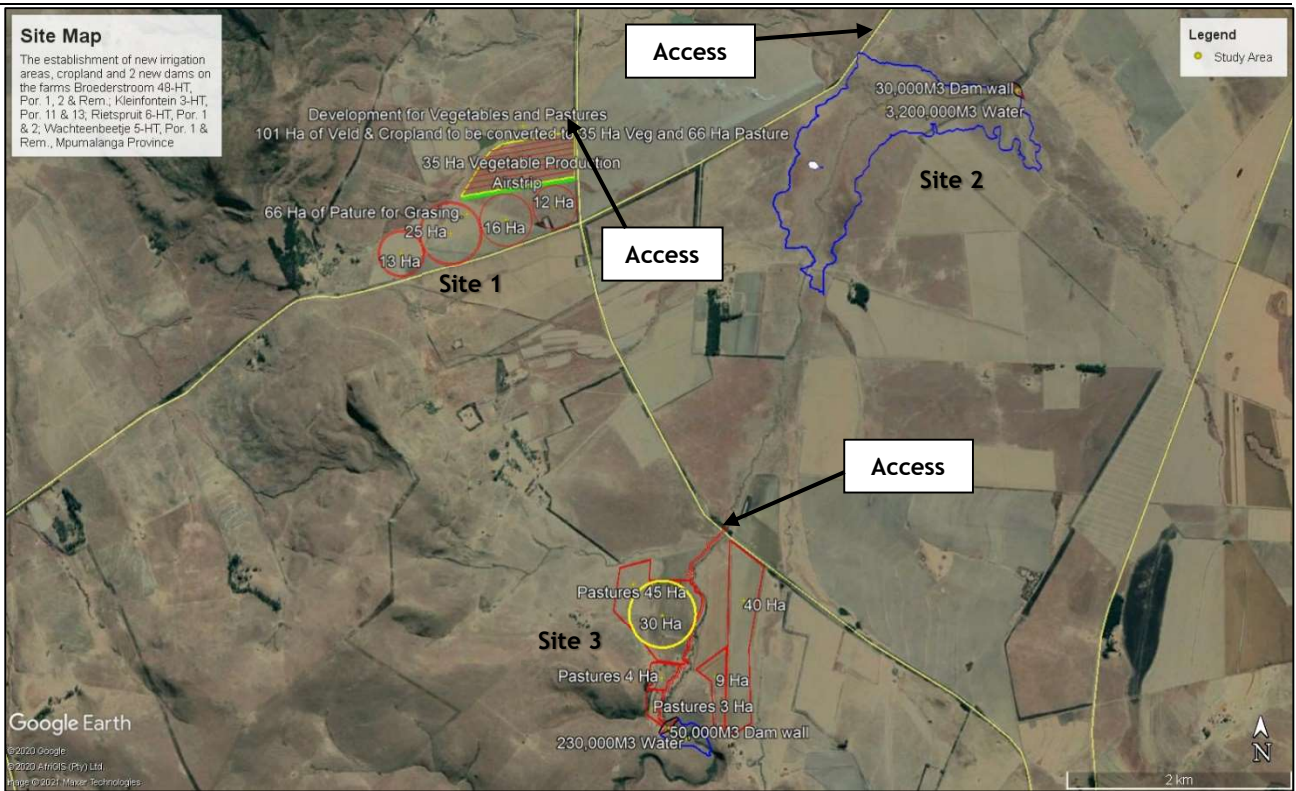 Site Map
The establishment of new irrigation
areas, cropland and 2 new dams on
the farms Broederstroom 48-HT,
Por. 1, 2 & Rem.; Kleinfontein 3-HT,
Por. 11 & 13; Rietspruit 6-HT, Por. 1
& 2; Wachteenbeetje 5-HT, Por. 1 &
Rem., Mpumalanga Province
Access
Legend
Study Area
30,000M3 Dam wall
3,200,000M3 Water
Development for Vegetables and Pastures
101 Ha of Veld & Cropland to be converted to 35 Ha Veg and 66 Ha Pasture
35 Ha Vegetable Production
Airstrip
12 Ha
66 Ha of Pature for Grasing
25 Ha
16 Ha
13 Ha
Site 1
Access
Site 2
Access
Pastures 45 Ha
30 Ha
40 Ha
Site 3
Pastures 4 Ha
9 Ha
Pastures 3 Ha
50,000M3 Dam wall
230,000M3 Water
Google Earth
©2020 Google
©2020 AfriGIS (Pty) Ltd.
Image ©2021 Maxar Technologies
N
2 km